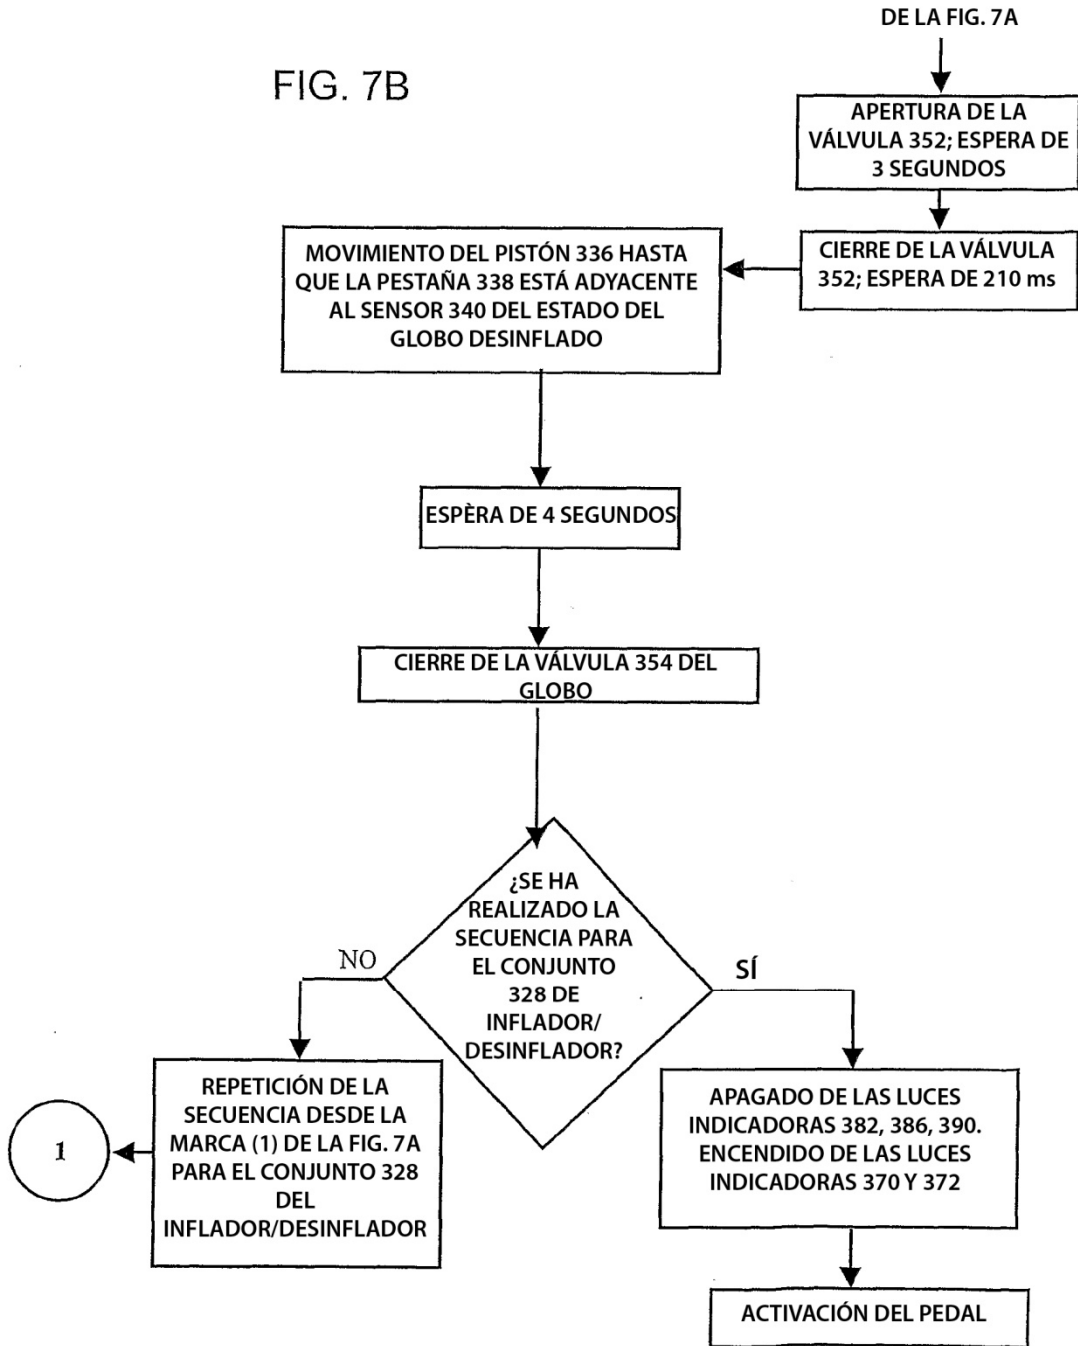 DE LA FIG. 7A
FIG. 7B
APERTURA DE LA
VÁLVULA 352; ESPERA DE
3 SEGUNDOS
CIERRE DE LA VÁLVULA
352; ESPERA DE 210 ms
MOVIMIENTO DEL PISTÓN 336 HASTA
QUE LA PESTAÑA 338 ESTÁ ADYACENTE
AL SENSOR 340 DEL ESTADO DEL
GLOBO DESINFLADO
ESPÈRA DE 4 SEGUNDOS
CIERRE DE LA VÁLVULA 354 DEL
GLOBO
¿SE HA
REALIZADO LA
SECUENCIA PARA
EL CONJUNTO
328 DE
INFLADOR/
DESINFLADOR?
NO
SÍ
REPETICIÓN DE LA
SECUENCIA DESDE LA
MARCA (1) DE LA FIG. 7A
PARA EL CONJUNTO 328
DEL
INFLADOR/DESINFLADOR
1
APAGADO DE LAS LUCES
INDICADORAS 382, 386, 390.
ENCENDIDO DE LAS LUCES
INDICADORAS 370 Y 372
ACTIVACIÓN DEL PEDAL